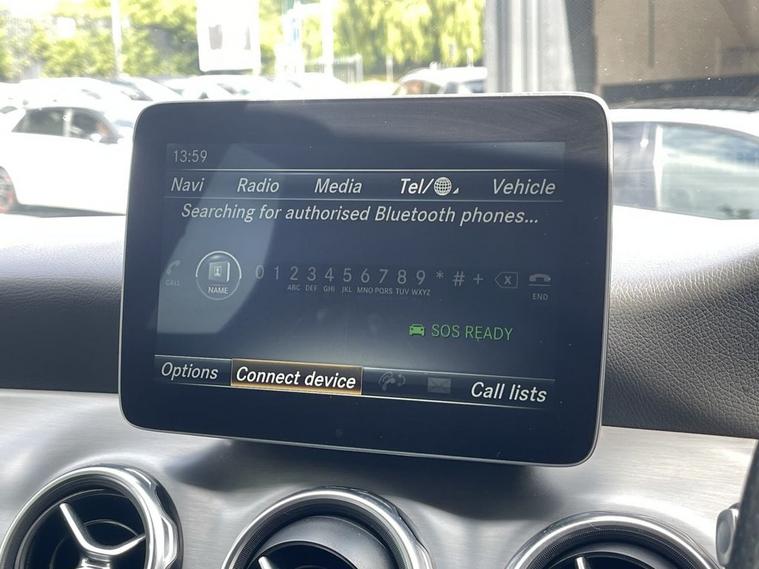 13:59
Navi Radio Media Tel/ Vehicle
Searching for authorised Bluetooth phones...
0 1 2 3 4 5 6 7 8 9 * # +
CALL NAME ABC DEF GHI JKL MNO PQRS TUV WXYZ END
SOS READY
Options Connect device Call lists